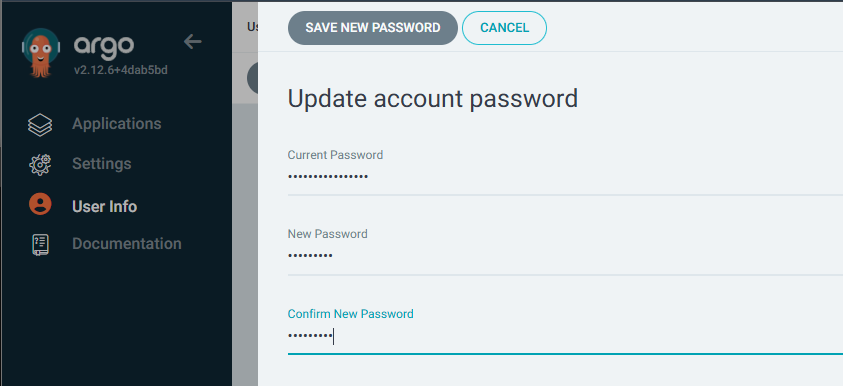 argo
v2.12.6+4dab5bd
Applications
Settings
User Info
Documentation
Us
SAVE NEW PASSWORD
CANCEL
Update account password
Current Password
••••••••••••••••
New Password
•••••••••
Confirm New Password
•••••••••